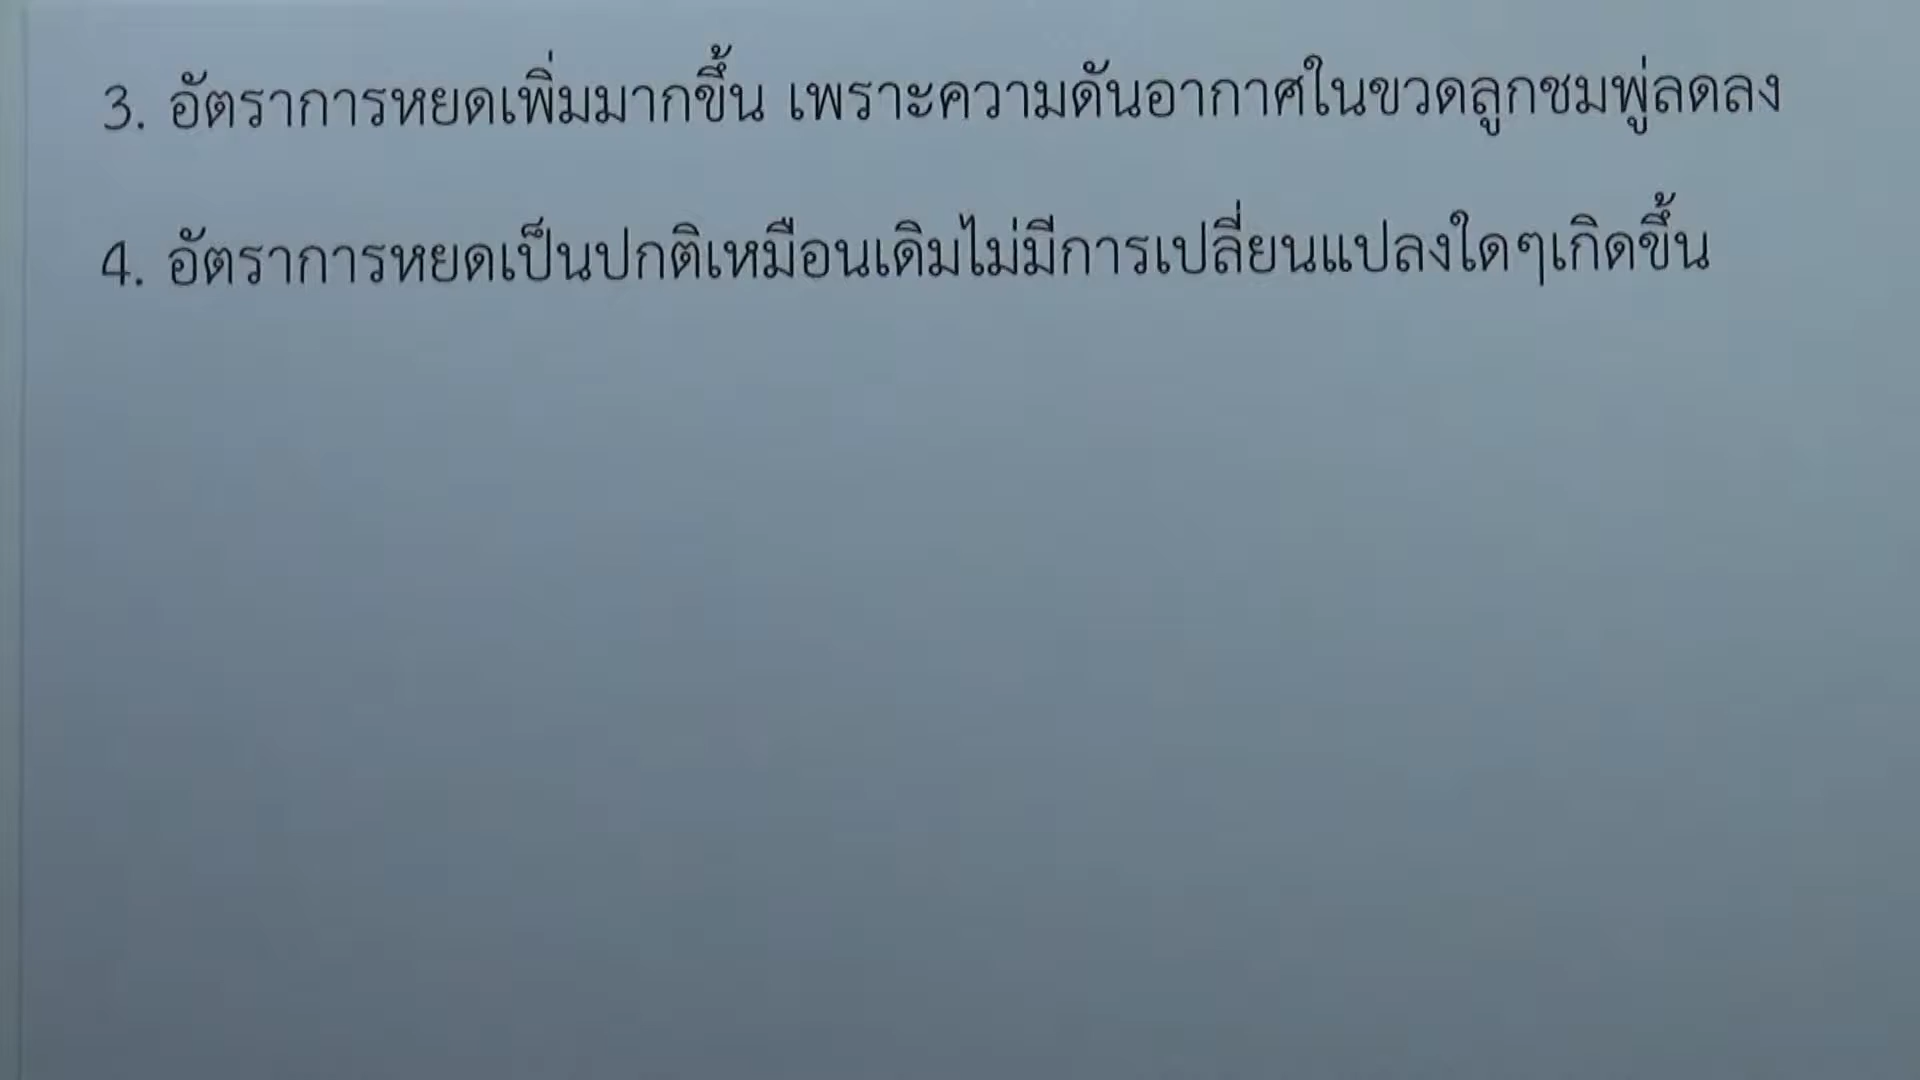 3. อัตราการหยดเพิ่มมากขึ้น เพราะความดันอากาศในขวดลูกชมพู่ลดลง
4. อัตราการหยดเป็นปกติเหมือนเดิมไม่มีการเปลี่ยนแปลงใดๆเกิดขึ้น